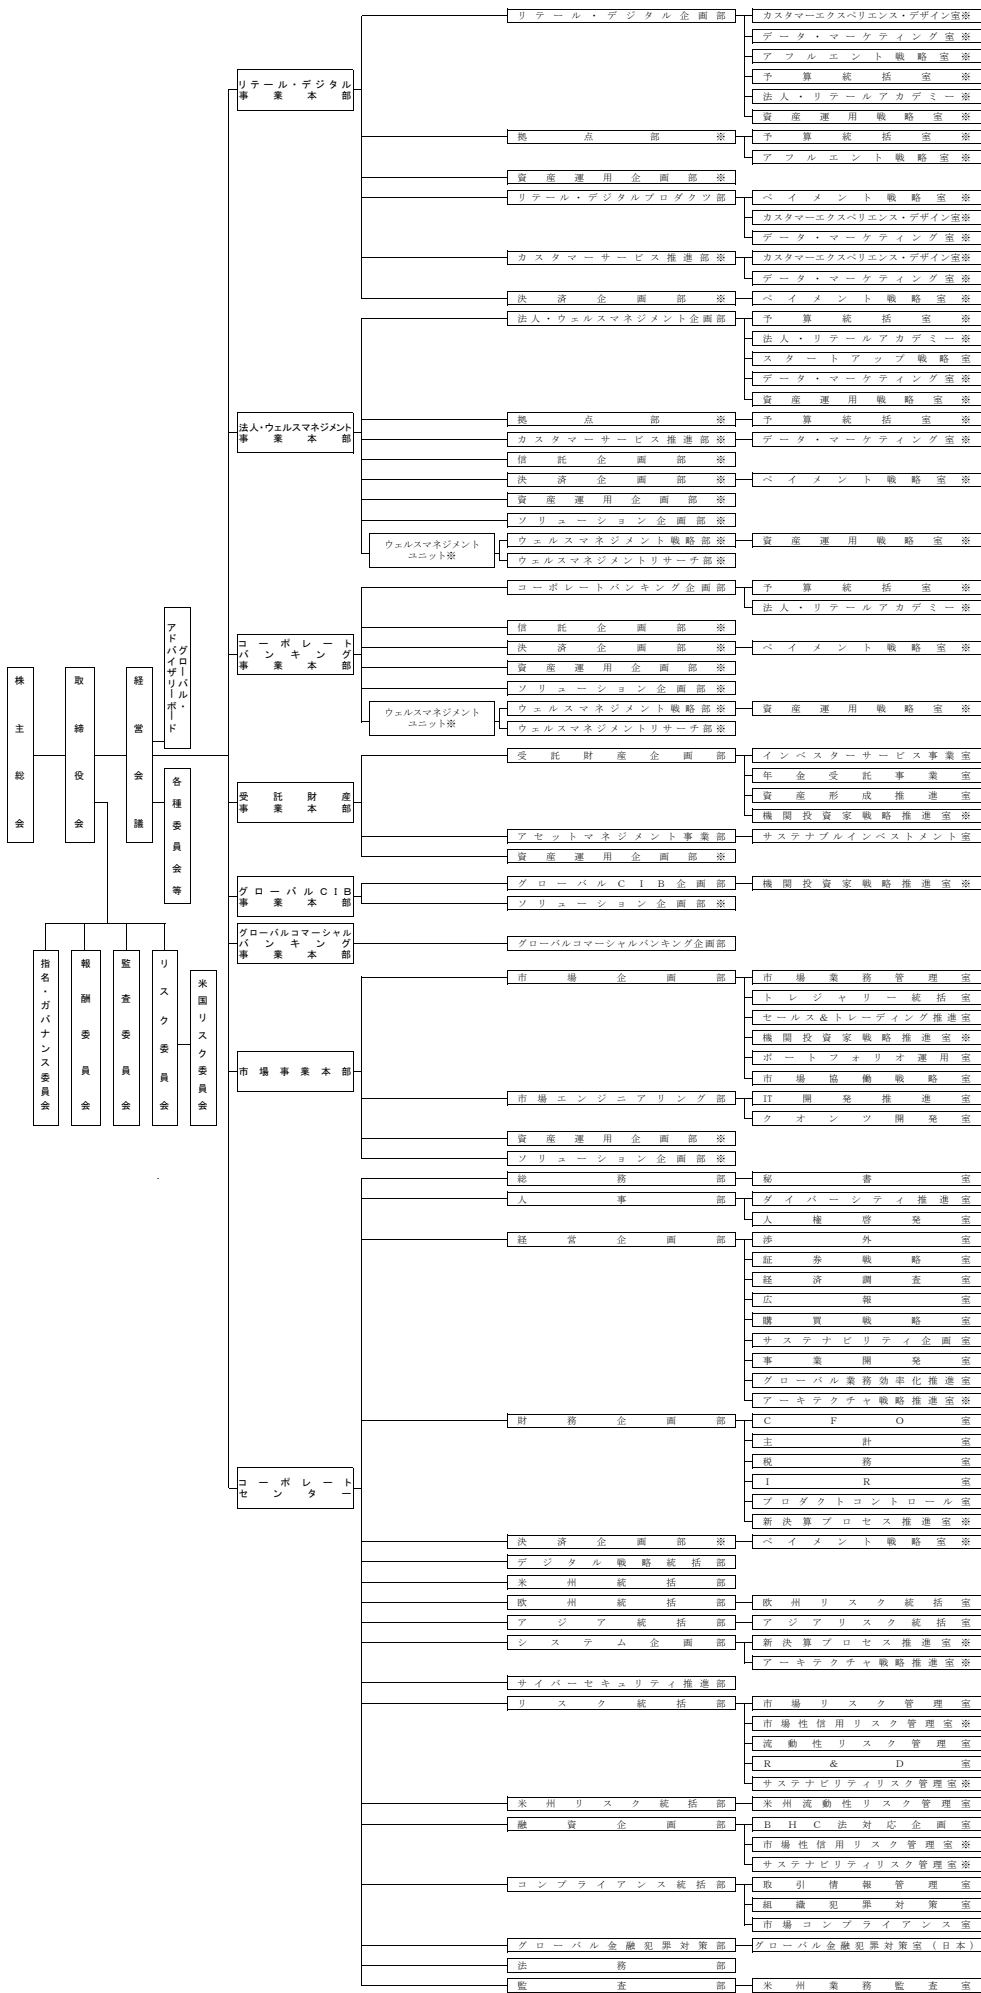 株主総会
取締役会
経営会議
グローバル・
アドバイザリーボード
各種委員会等
指名・ガバナンス委員会
報酬委員会
監査委員会
リスク委員会
米国リスク委員会
リテール・デジタル
事業本部
リテール・デジタル企画部
カスタマーエクスペリエンス・デザイン室※
データ・マーケティング室※
アフルエント戦略室※
予算統括室※
法人・リテールアカデミー※
資産運用戦略室※
拠点部※
予算統括室※
アフルエント戦略室※
資産運用企画部※
リテール・デジタルプロダクツ部
ペイメント戦略室※
カスタマーエクスペリエンス・デザイン室※
データ・マーケティング室※
カスタマーサービス推進部※
カスタマーエクスペリエンス・デザイン室※
データ・マーケティング室※
決済企画部※
ペイメント戦略室※
法人・ウェルスマネジメント
事業本部
法人・ウェルスマネジメント企画部
予算統括室※
法人・リテールアカデミー※
スタートアップ戦略室
データ・マーケティング室※
資産運用戦略室※
拠点部※
予算統括室※
カスタマーサービス推進部※
データ・マーケティング室※
信託企画部※
決済企画部※
ペイメント戦略室※
資産運用企画部※
ソリューション企画部※
ウェルスマネジメント
ユニット※
ウェルスマネジメント戦略部※
資産運用戦略室※
ウェルスマネジメントリサーチ部※
コーポレート
バンキング
事業本部
コーポレートバンキング企画部
予算統括室※
法人・リテールアカデミー※
信託企画部※
決済企画部※
ペイメント戦略室※
資産運用企画部※
ソリューション企画部※
ウェルスマネジメント
ユニット※
ウェルスマネジメント戦略部※
資産運用戦略室※
ウェルスマネジメントリサーチ部※
受託財産
事業本部
受託財産企画部
インベスターサービス事業室
年金受託事業室
資産形成推進室
機関投資家戦略推進室※
アセットマネジメント事業部
サステナブルインベストメント室
資産運用企画部※
グローバルCIB
事業本部
グローバルCIB企画部
機関投資家戦略推進室※
ソリューション企画部※
グローバルコマーシャル
バンキング
事業本部
グローバルコマーシャルバンキング企画部
市場事業本部
市場企画部
市場業務管理室
トレジャリー統括室
セールス&トレーディング推進室
機関投資家戦略推進室※
ポートフォリオ運用室
市場協働戦略室
市場エンジニアリング部
IT開発推進室
クオンツ開発室
資産運用企画部※
ソリューション企画部※
コーポレート
センター
総務部
秘書室
人事部
ダイバーシティ推進室
人権啓発室
経営企画部
渉外室
証券戦略室
経済調査室
広報室
購買戦略室
サステナビリティ企画室
事業開発室
グローバル業務効率化推進室
アーキテクチャ戦略推進室※
財務企画部
CFO室
主計室
税務室
IR室
プロダクトコントロール室
新決算プロセス推進室※
決済企画部※
ペイメント戦略室※
デジタル戦略統括部
米州統括部
欧州統括部
欧州リスク統括室
アジア統括部
アジアリスク統括室
システム企画部
新決算プロセス推進室※
アーキテクチャ戦略推進室※
サイバーセキュリティ推進部
リスク統括部
市場リスク管理室
市場性信用リスク管理室※
流動性リスク管理室
R&D室
サステナビリティリスク管理室※
米州リスク統括部
米州流動性リスク管理室
融資企画部
BHC法対応企画室
市場性信用リスク管理室※
サステナビリティリスク管理室※
コンプライアンス統括部
取引情報管理室
組織犯罪対策室
市場コンプライアンス室
グローバル金融犯罪対策部
グローバル金融犯罪対策室(日本)
法務部
監査部
米州業務監査室